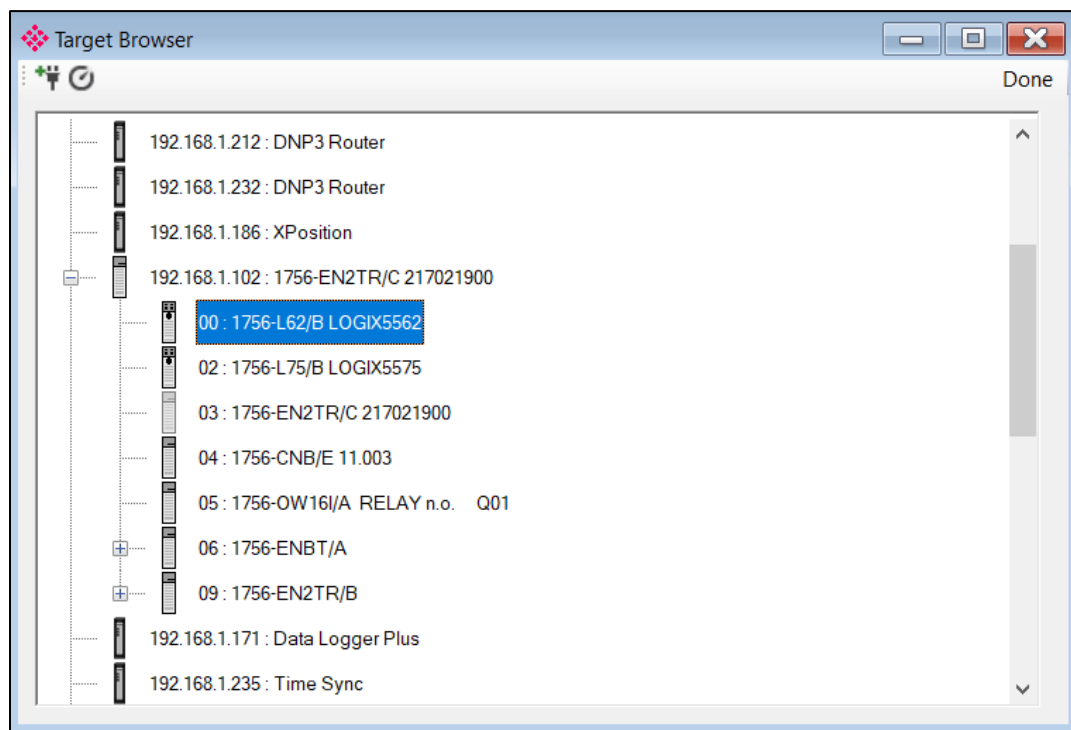 Target Browser
Done
192.168.1.212 : DNP3 Router
192.168.1.232 : DNP3 Router
192.168.1.186 : XPosition
192.168.1.102 : 1756-EN2TR/C 217021900
00 : 1756-L62/B LOGIX5562
02 : 1756-L75/B LOGIX5575
03 : 1756-EN2TR/C 217021900
04 : 1756-CNB/E 11.003
05 : 1756-OW16I/A RELAY n.o. Q01
06 : 1756-ENBT/A
09 : 1756-EN2TR/B
192.168.1.171 : Data Logger Plus
192.168.1.235 : Time Sync